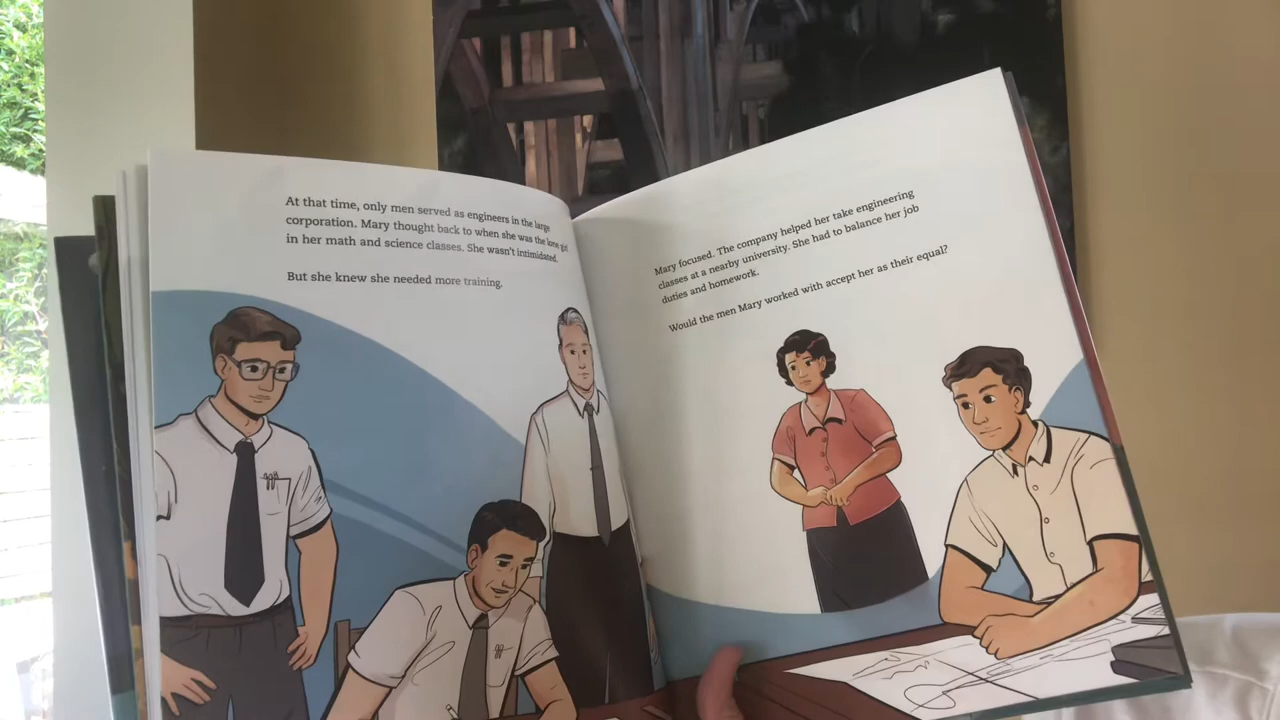 At that time, only men served as engineers in the large
corporation. Mary thought back to when she was the lone girl
in her math and science classes. She wasn't intimidated.
But she knew she needed more training.
Mary focused. The company helped her take engineering
classes at a nearby university. She had to balance her job
duties and homework.
Would the men Mary worked with accept her as their equal?